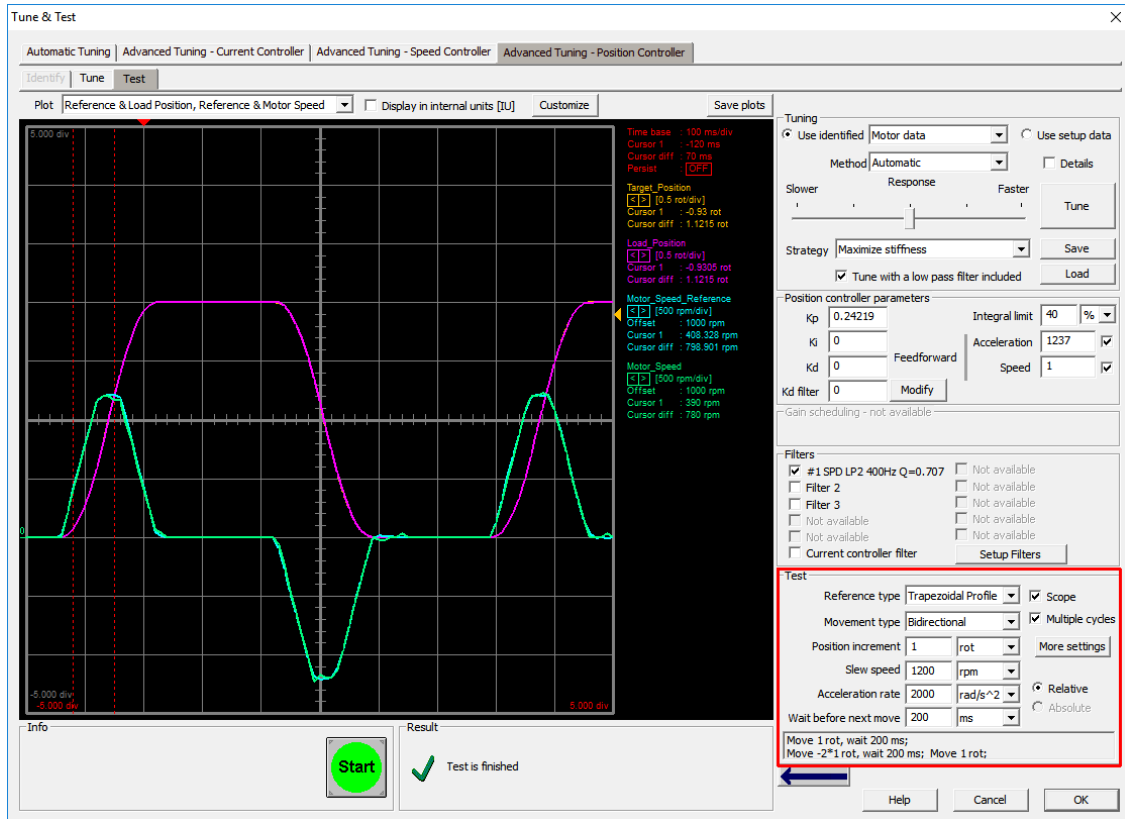 Tune & Test
Automatic Tuning Advanced Tuning - Current Controller Advanced Tuning - Speed Controller Advanced Tuning - Position Controller
Identify Tune Test
Plot Reference & Load Position, Reference & Motor Speed Display in internal units [IU] Customize Save plots
5.000 div
Time base : 100 ms/div
Cursor 1 : -120 ms
Cursor diff : 70 ms
Persist : OFF
Target_Position
< > [0.5 rot/div]
Cursor 1 : -0.93 rot
Cursor diff : 1.1215 rot
Load_Position
< > [0.5 rot/div]
Cursor 1 : -0.9305 rot
Cursor diff : 1.1215 rot
Motor_Speed_Reference
< > [500 rpm/div]
Offset : 1000 rpm
Cursor 1 : 408.328 rpm
Cursor diff : 798.901 rpm
Motor_Speed
< > [500 rpm/div]
Offset : 1000 rpm
Cursor 1 : 390 rpm
Cursor diff : 780 rpm
0
-5.000 div
-5.000 div 5.000 div
Tuning
Use identified Motor data Use setup data
Method Automatic Details
Response
Slower Faster
Tune
Strategy Maximize stiffness Save
Tune with a low pass filter included Load
Position controller parameters
Kp 0.24219 Integral limit 40 %
Ki 0 Acceleration 1237
Feedforward
Kd 0 Speed 1
Kd filter 0 Modify
Gain scheduling - not available
Filters
#1 SPD LP2 400Hz Q=0.707 Not available
Filter 2 Not available
Filter 3 Not available
Not available Not available
Not available Not available
Current controller filter Setup Filters
Test
Reference type Trapezoidal Profile Scope
Movement type Bidirectional Multiple cycles
Position increment 1 rot More settings
Slew speed 1200 rpm
Acceleration rate 2000 rad/s^2 Relative
Absolute
Wait before next move 200 ms
Move 1 rot, wait 200 ms;
Move -2*1 rot, wait 200 ms; Move 1 rot;
Info Result
Start Test is finished
Help Cancel OK